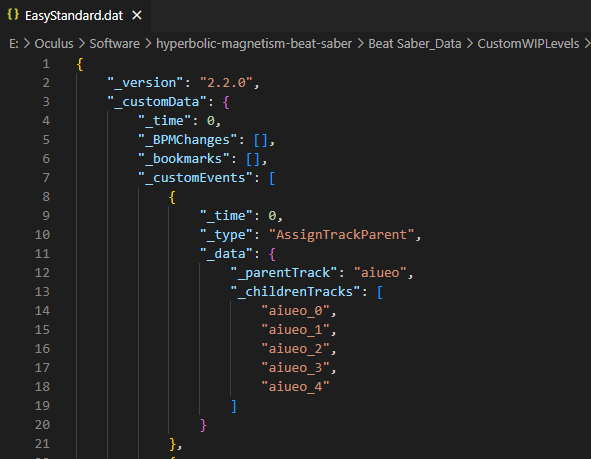 {} EasyStandard.dat ×
E: > Oculus > Software > hyperbolic-magnetism-beat-saber > Beat Saber_Data > CustomWIPLevels >
1 {
2 "_version": "2.2.0",
3 "_customData": {
4 "_time": 0,
5 "_BPMChanges": [],
6 "_bookmarks": [],
7 "_customEvents": [
8 {
9 "_time": 0,
10 "_type": "AssignTrackParent",
11 "_data": {
12 "_parentTrack": "aiueo",
13 "_childrenTracks": [
14 "aiueo_0",
15 "aiueo_1",
16 "aiueo_2",
17 "aiueo_3",
18 "aiueo_4"
19 ]
20 }
21 },